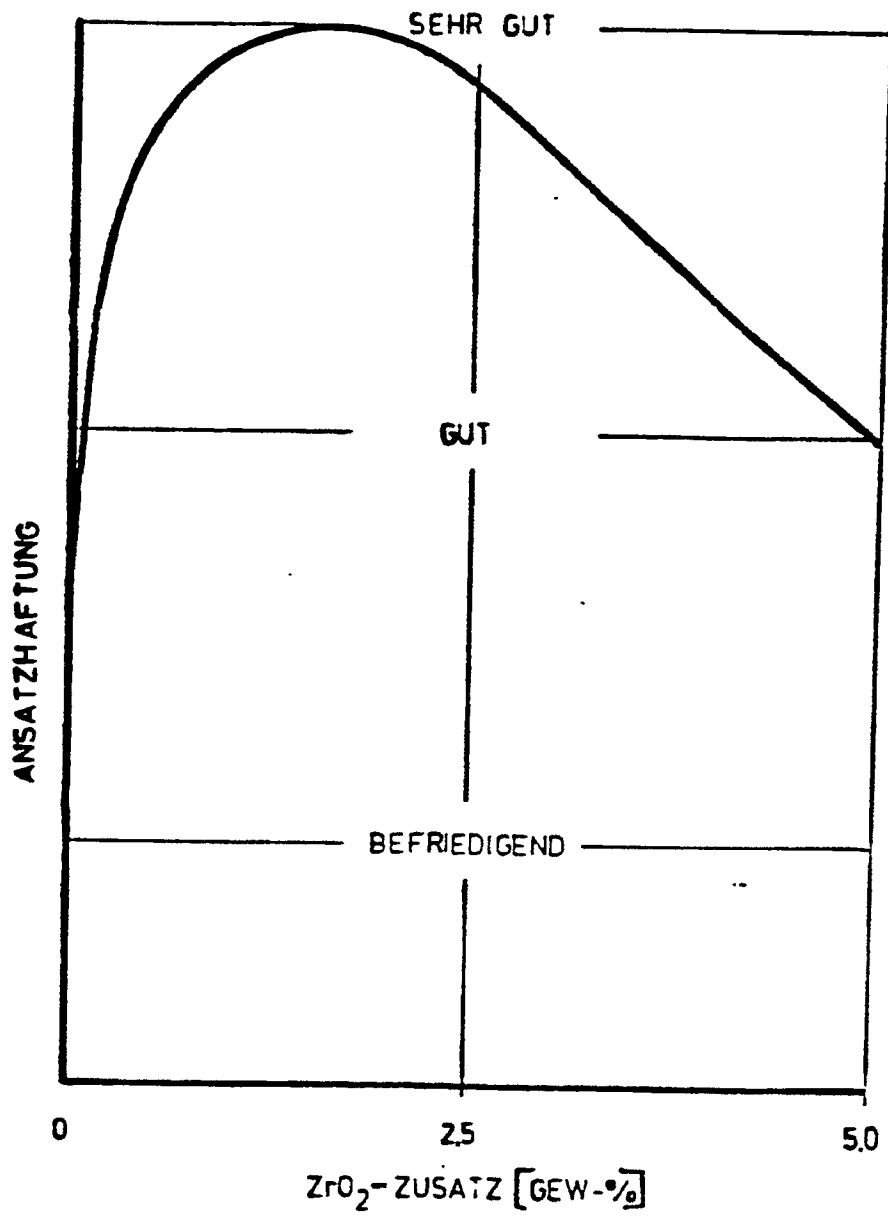 SEHR GUT
GUT
ANSATZHAFTUNG
BEFRIEDIGEND
0 2,5 5.0
ZrO₂-ZUSATZ [GEW-%]